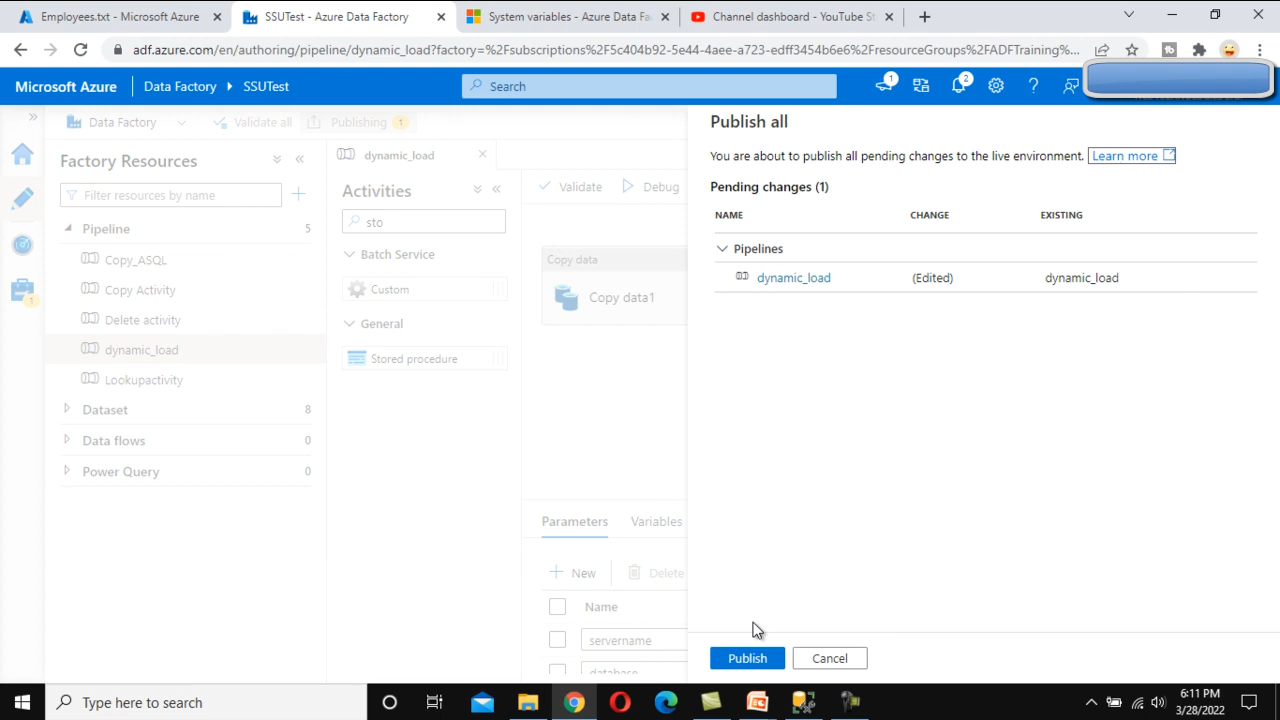 Employees.txt - Microsoft Azure
SSUTest - Azure Data Factory
System variables - Azure Data Fa
Channel dashboard - YouTube St
adf.azure.com/en/authoring/pipeline/dynamic_load?factory=%2Fsubscriptions%2F5c404b92-5e44-4aee-a723-edff3454b6e6%2FresourceGroups%2FADFTraining%...
Microsoft Azure
Data Factory
SSUTest
Search
1
2
Data Factory
Validate all
Publishing 1
Publish all
You are about to publish all pending changes to the live environment. Learn more
Pending changes (1)
NAME CHANGE EXISTING
Pipelines
dynamic_load (Edited) dynamic_load
Factory Resources
Filter resources by name
Pipeline 5
Copy_ASQL
Copy Activity
Delete activity
dynamic_load
Lookupactivity
Dataset 8
Data flows 0
Power Query 0
1
dynamic_load
Activities
sto
Batch Service
Custom
General
Stored procedure
Validate
Debug
Copy data
Copy data1
Parameters
Variables
New
Delete
Name
servername
database
Publish
Cancel
Type here to search
6:11 PM
3/28/2022